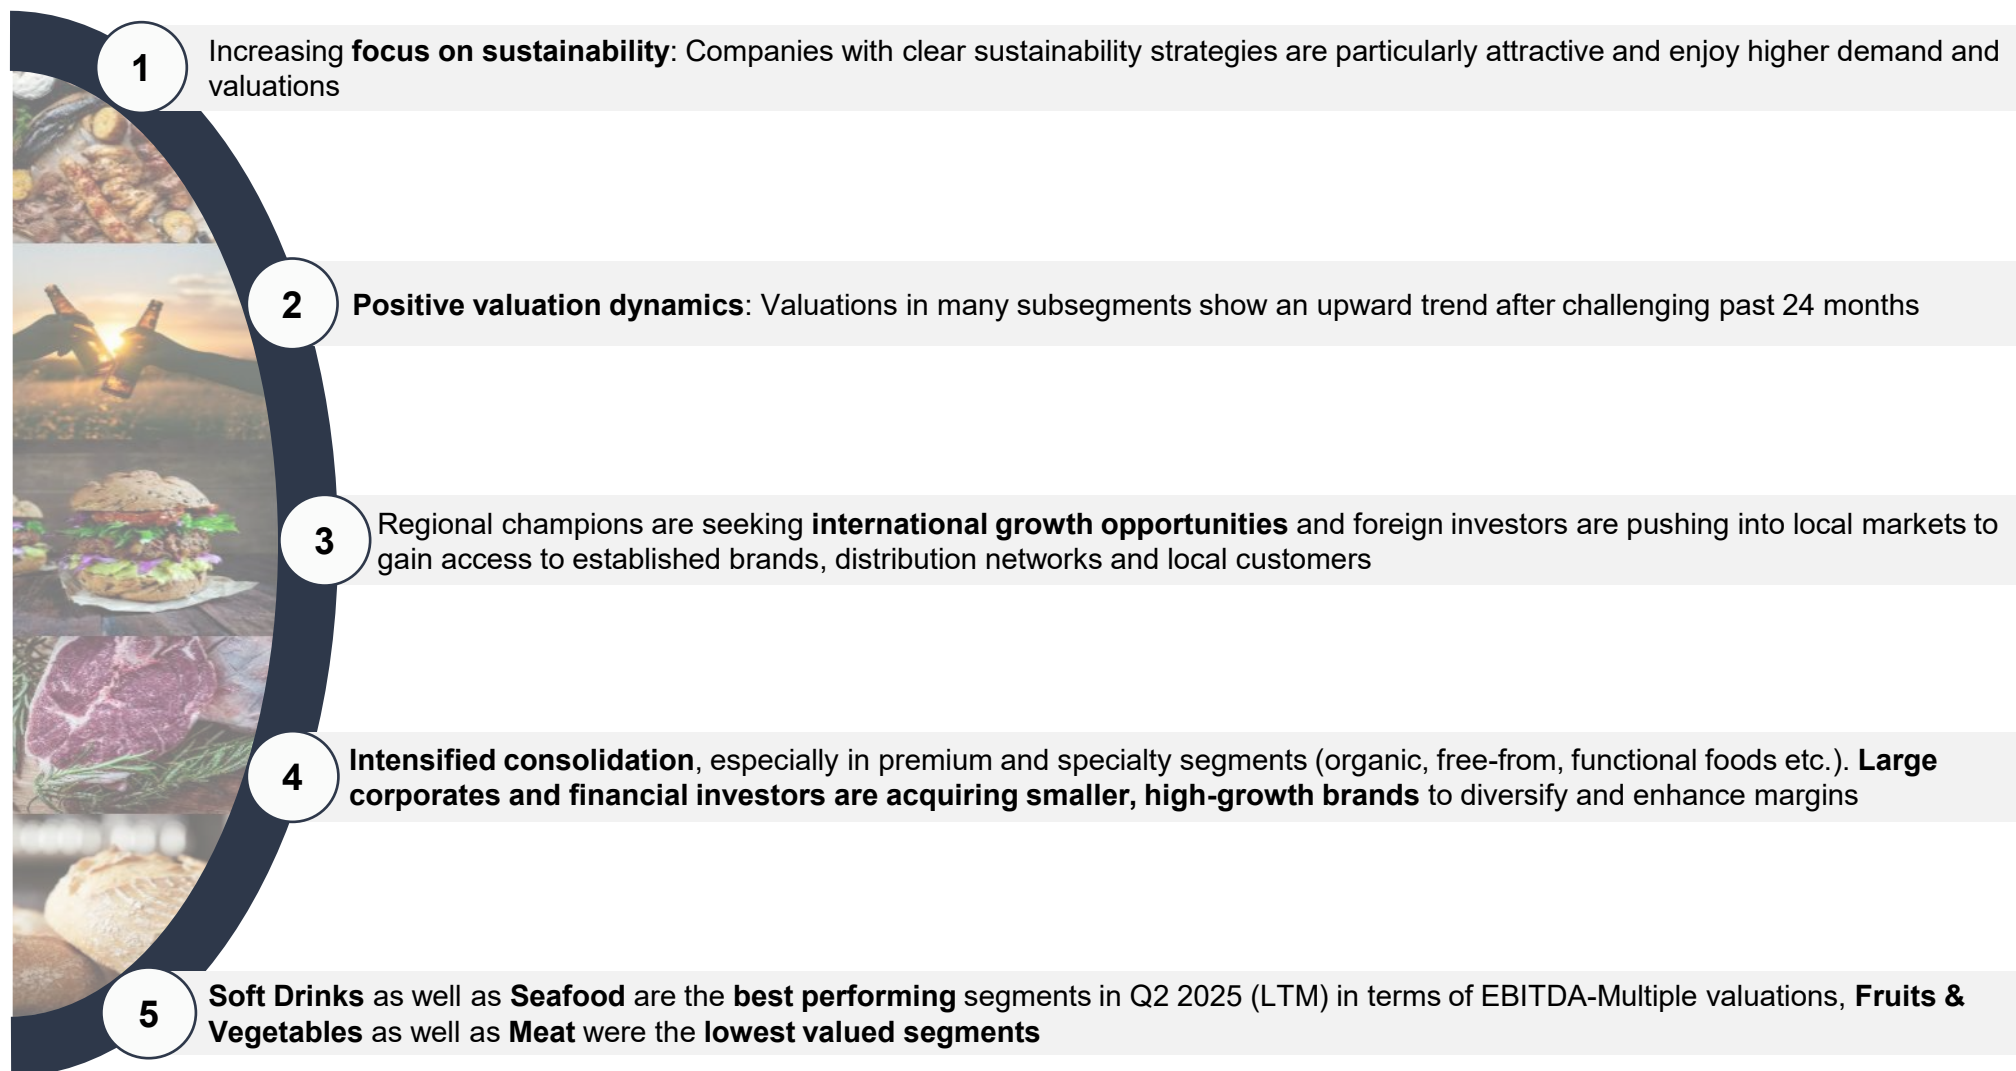 1
Increasing focus on sustainability: Companies with clear sustainability strategies are particularly attractive and enjoy higher demand and
valuations
2
Positive valuation dynamics: Valuations in many subsegments show an upward trend after challenging past 24 months
3
Regional champions are seeking international growth opportunities and foreign investors are pushing into local markets to
gain access to established brands, distribution networks and local customers
4
Intensified consolidation, especially in premium and specialty segments (organic, free-from, functional foods etc.). Large
corporates and financial investors are acquiring smaller, high-growth brands to diversify and enhance margins
5
Soft Drinks as well as Seafood are the best performing segments in Q2 2025 (LTM) in terms of EBITDA-Multiple valuations, Fruits &
Vegetables as well as Meat were the lowest valued segments